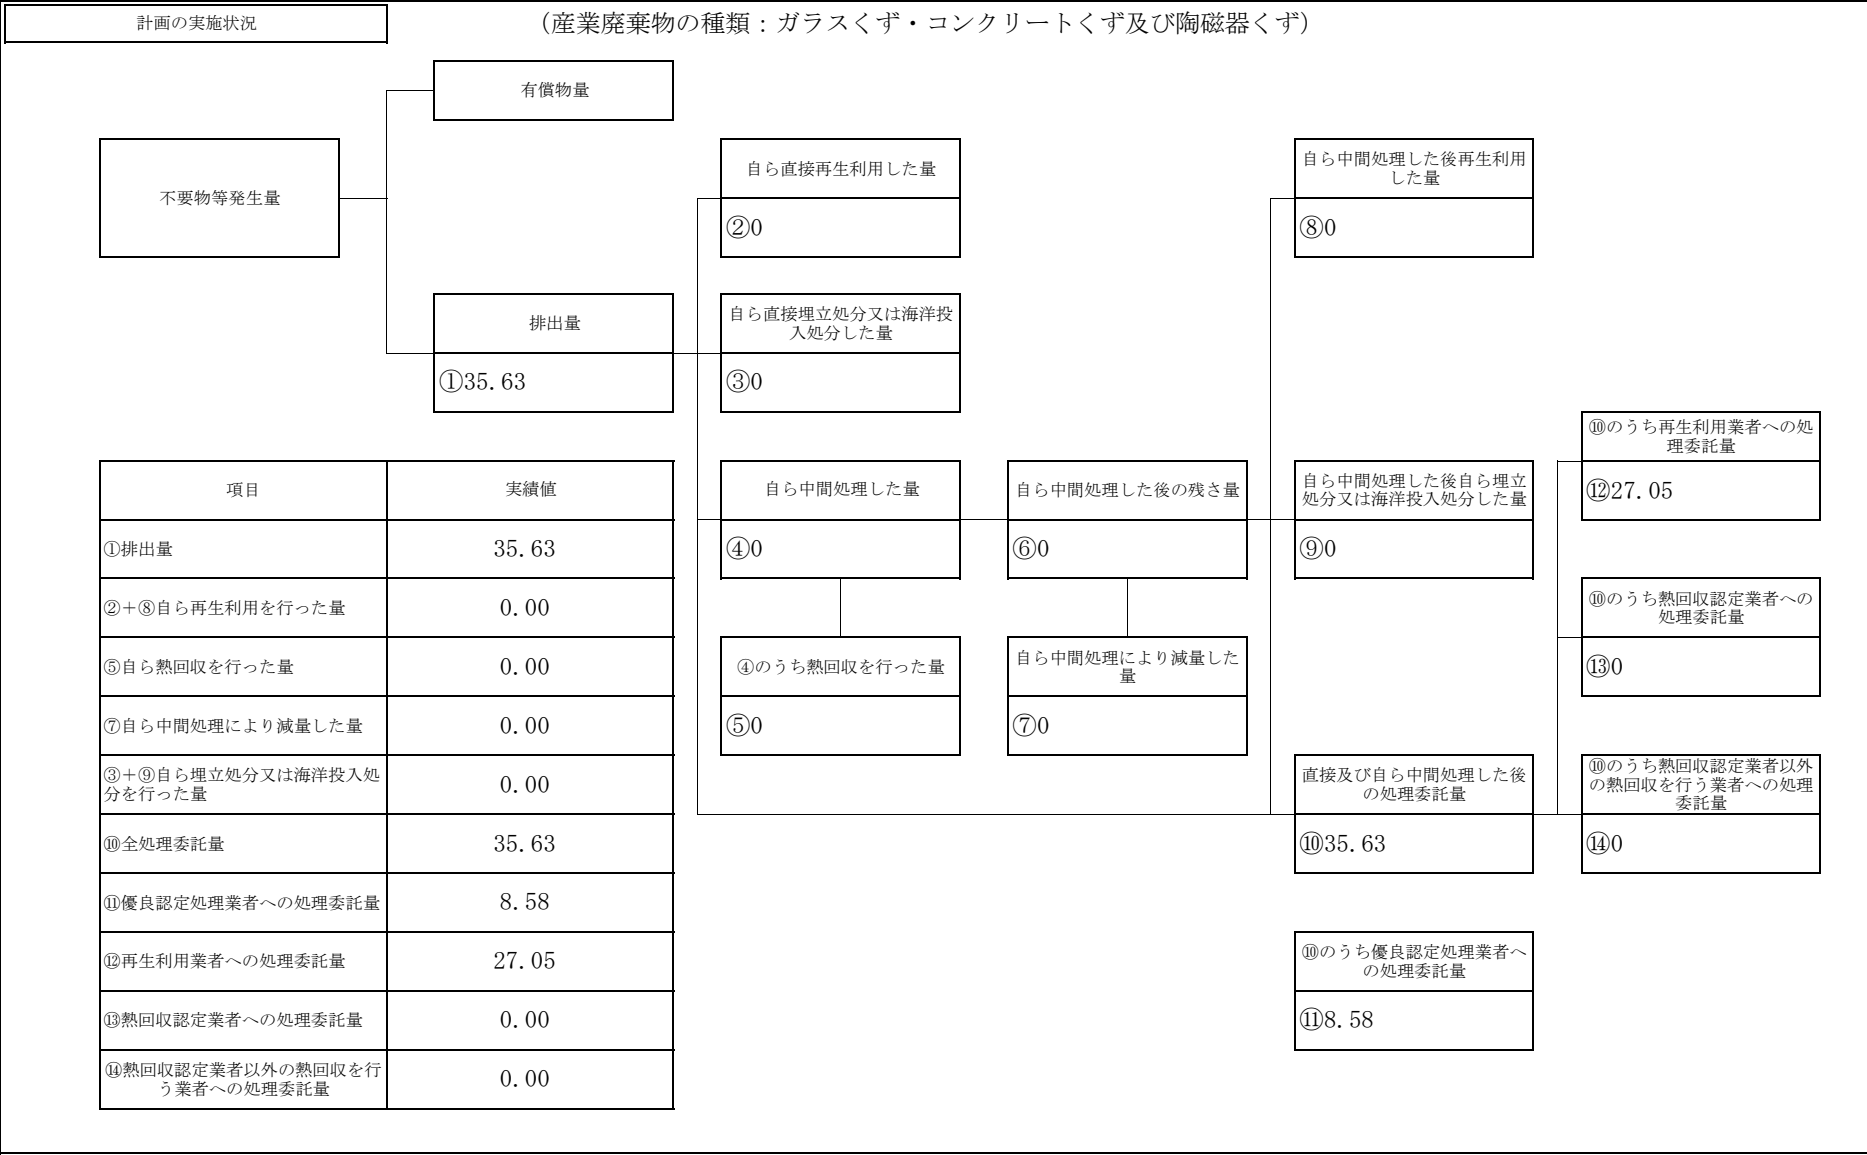 計画の実施状況
（産業廃棄物の種類：ガラスくず・コンクリートくず及び陶磁器くず）
有償物量
不要物等発生量
自ら直接再生利用した量
②0
自ら中間処理した後再生利用
した量
⑧0
排出量
①35.63
自ら直接埋立処分又は海洋投
入処分した量
③0
⑩のうち再生利用業者への処
理委託量
⑫27.05
自ら中間処理した量
④0
自ら中間処理した後の残さ量
⑥0
自ら中間処理した後自ら埋立
処分又は海洋投入処分した量
⑨0
⑩のうち熱回収認定業者への
処理委託量
⑬0
④のうち熱回収を行った量
⑤0
自ら中間処理により減量した
量
⑦0
直接及び自ら中間処理した後
の処理委託量
⑩35.63
⑩のうち熱回収認定業者以外
の熱回収を行う業者への処理
委託量
⑭0
⑩のうち優良認定処理業者へ
の処理委託量
⑪8.58
項目 実績値
①排出量 35.63
②＋⑧自ら再生利用を行った量 0.00
⑤自ら熱回収を行った量 0.00
⑦自ら中間処理により減量した量 0.00
③＋⑨自ら埋立処分又は海洋投入処
分を行った量 0.00
⑩全処理委託量 35.63
⑪優良認定処理業者への処理委託量 8.58
⑫再生利用業者への処理委託量 27.05
⑬熱回収認定業者への処理委託量 0.00
⑭熱回収認定業者以外の熱回収を行
う業者への処理委託量 0.00